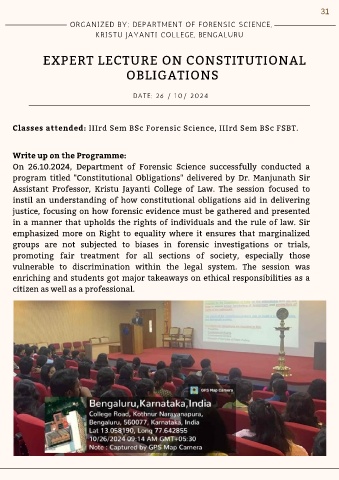 31
ORGANIZED BY: DEPARTMENT OF FORENSIC SCIENCE,
KRISTU JAYANTI COLLEGE, BENGALURU
EXPERT LECTURE ON CONSTITUTIONAL
OBLIGATIONS
DATE: 26 / 10/ 2024
Classes attended: IIIrd Sem BSc Forensic Science, IIIrd Sem BSc FSBT.
Write up on the Programme:
On 26.10.2024, Department of Forensic Science successfully conducted a
program titled "Constitutional Obligations" delivered by Dr. Manjunath Sir
Assistant Professor, Kristu Jayanti College of Law. The session focused to
instil an understanding of how constitutional obligations aid in delivering
justice, focusing on how forensic evidence must be gathered and presented
in a manner that upholds the rights of individuals and the rule of law. Sir
emphasized more on Right to equality where it ensures that marginalized
groups are not subjected to biases in forensic investigations or trials,
promoting fair treatment for all sections of society, especially those
vulnerable to discrimination within the legal system. The session was
enriching and students got major takeaways on ethical responsibilities as a
citizen as well as a professional.
GPS Map Camera
Bengaluru,Karnataka,India
College Road, Kothnur Narayanapura,
Bengaluru, 560077, Karnataka, India
Lat 13.058190, Long 77.642855
10/26/2024 09:14 AM GMT+05:30
Note : Captured by GPS Map Camera